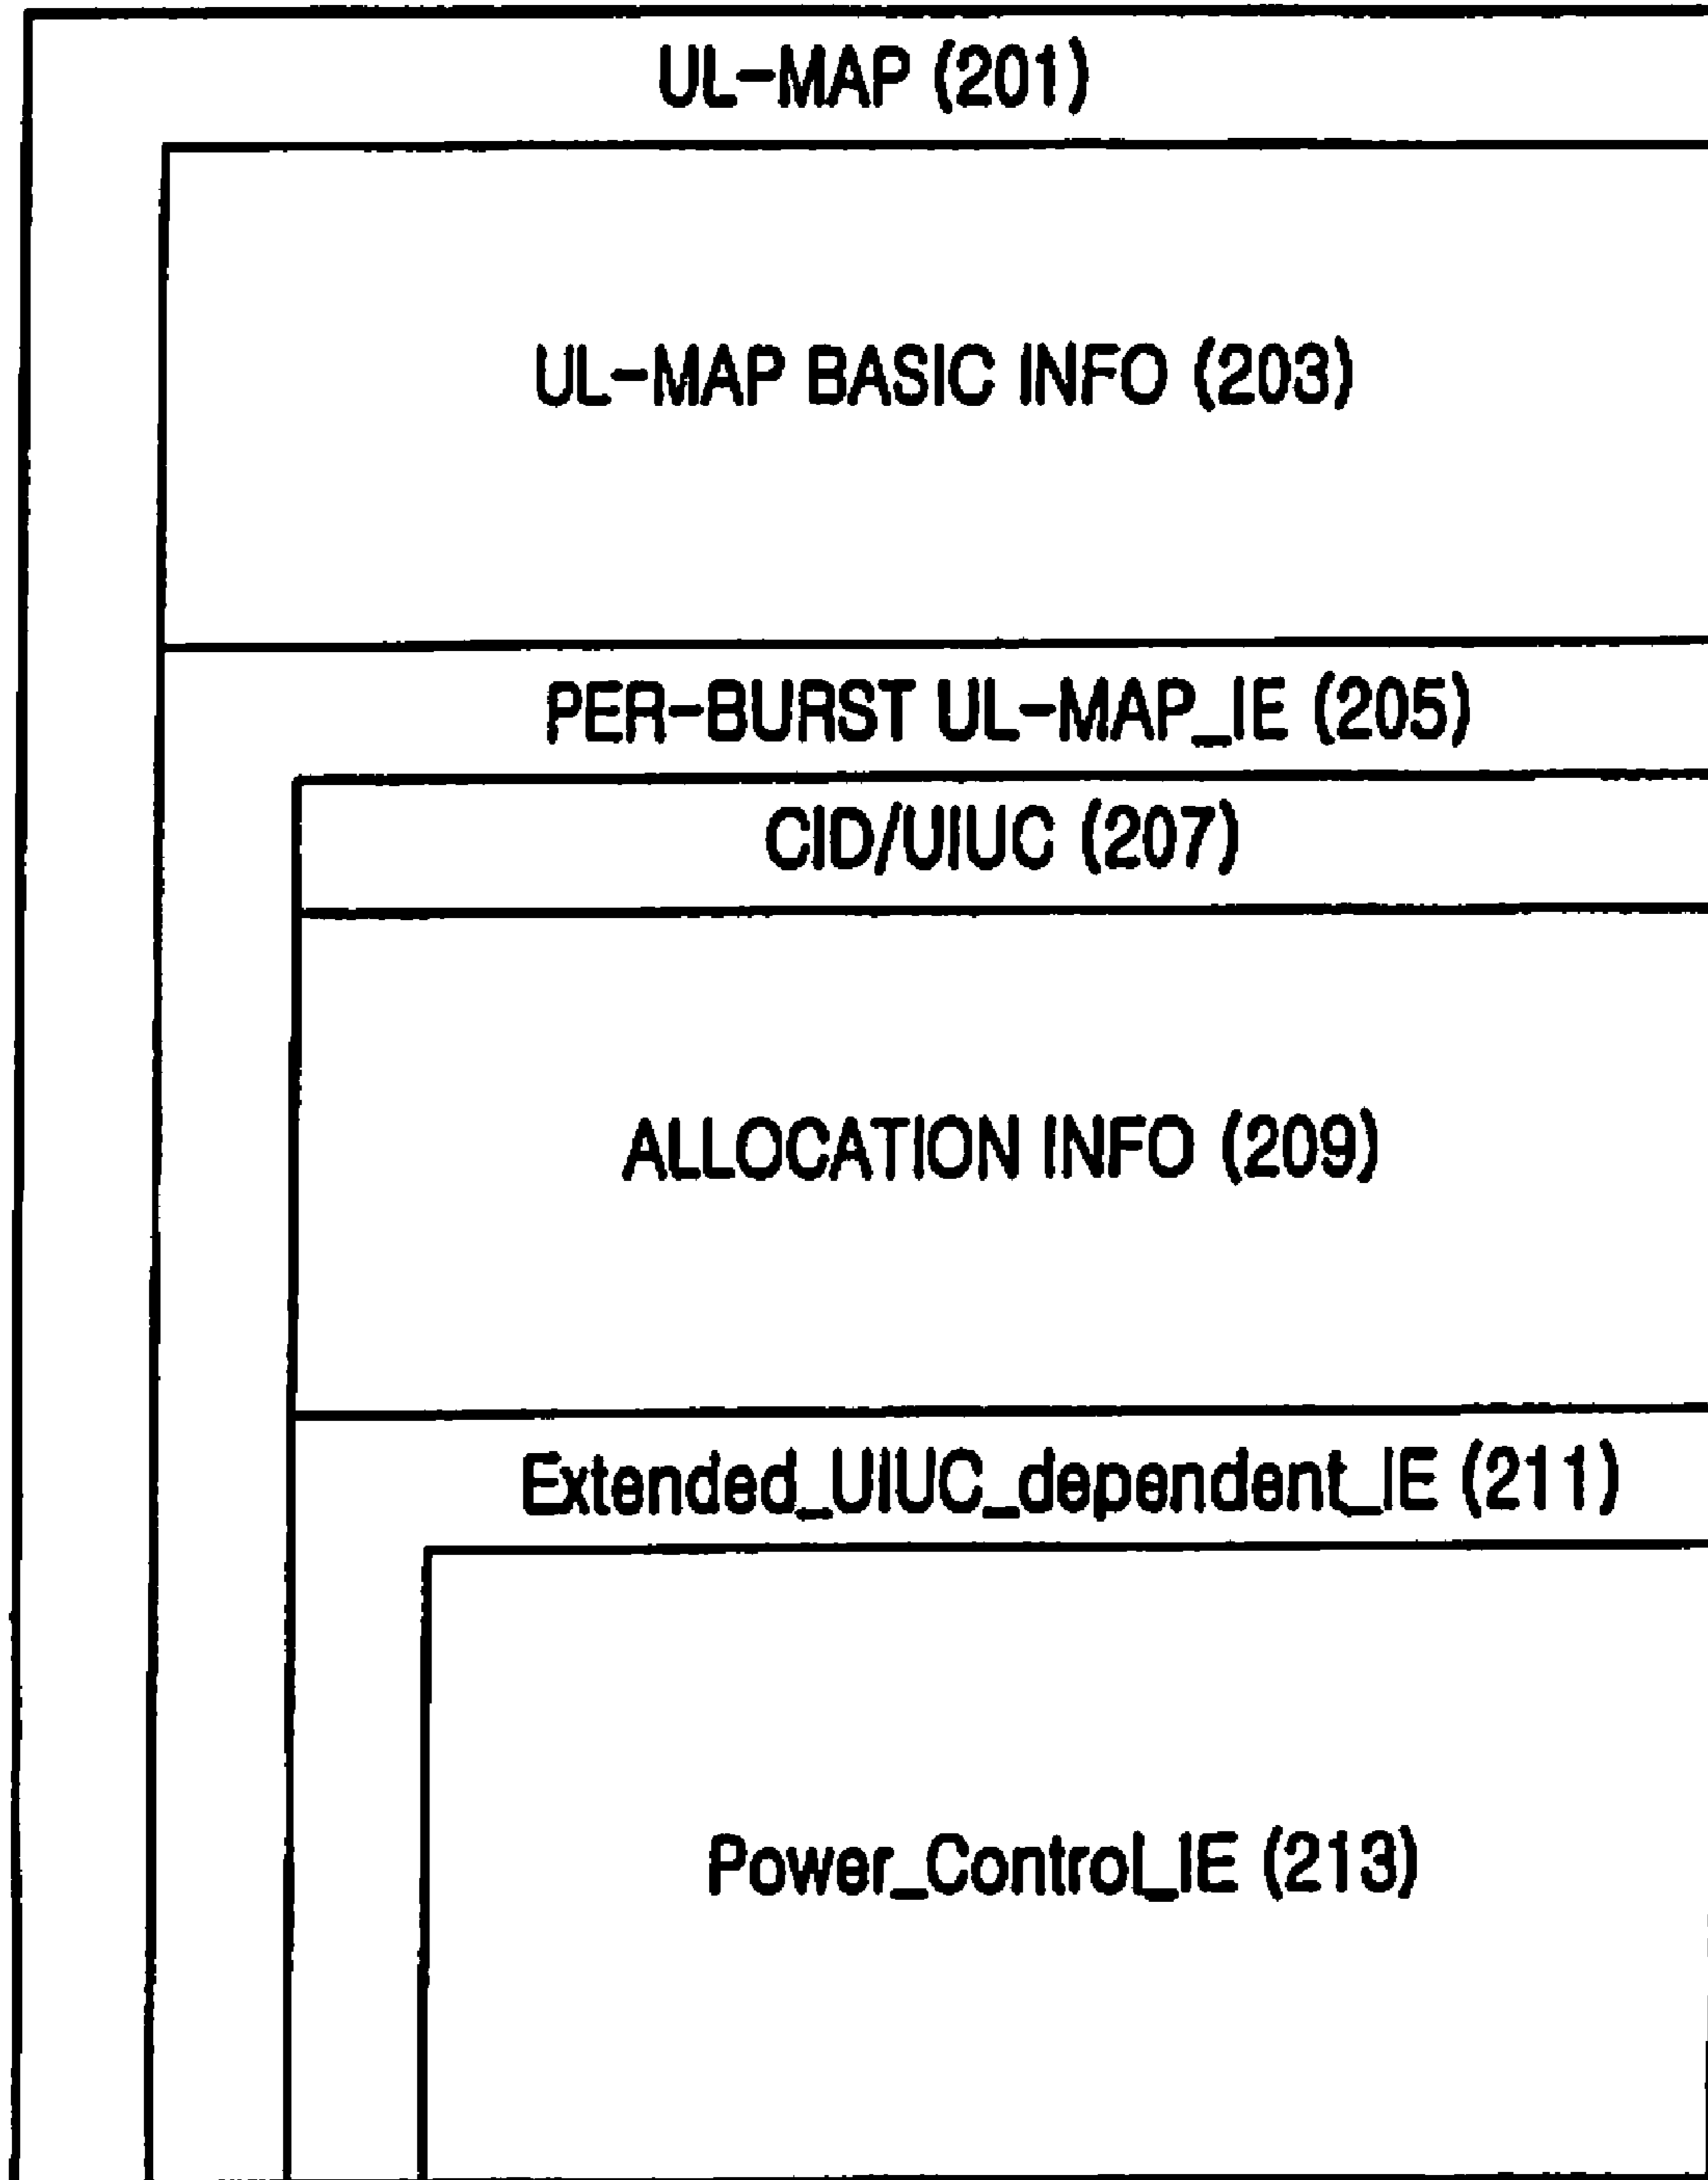 UL-MAP (201)
UL-MAP BASIC INFO (203)
PER-BURST UL-MAP_IE (205)
CID/UIUC (207)
ALLOCATION INFO (209)
Extended_UIUC_dependent_IE (211)
Power_Control_IE (213)